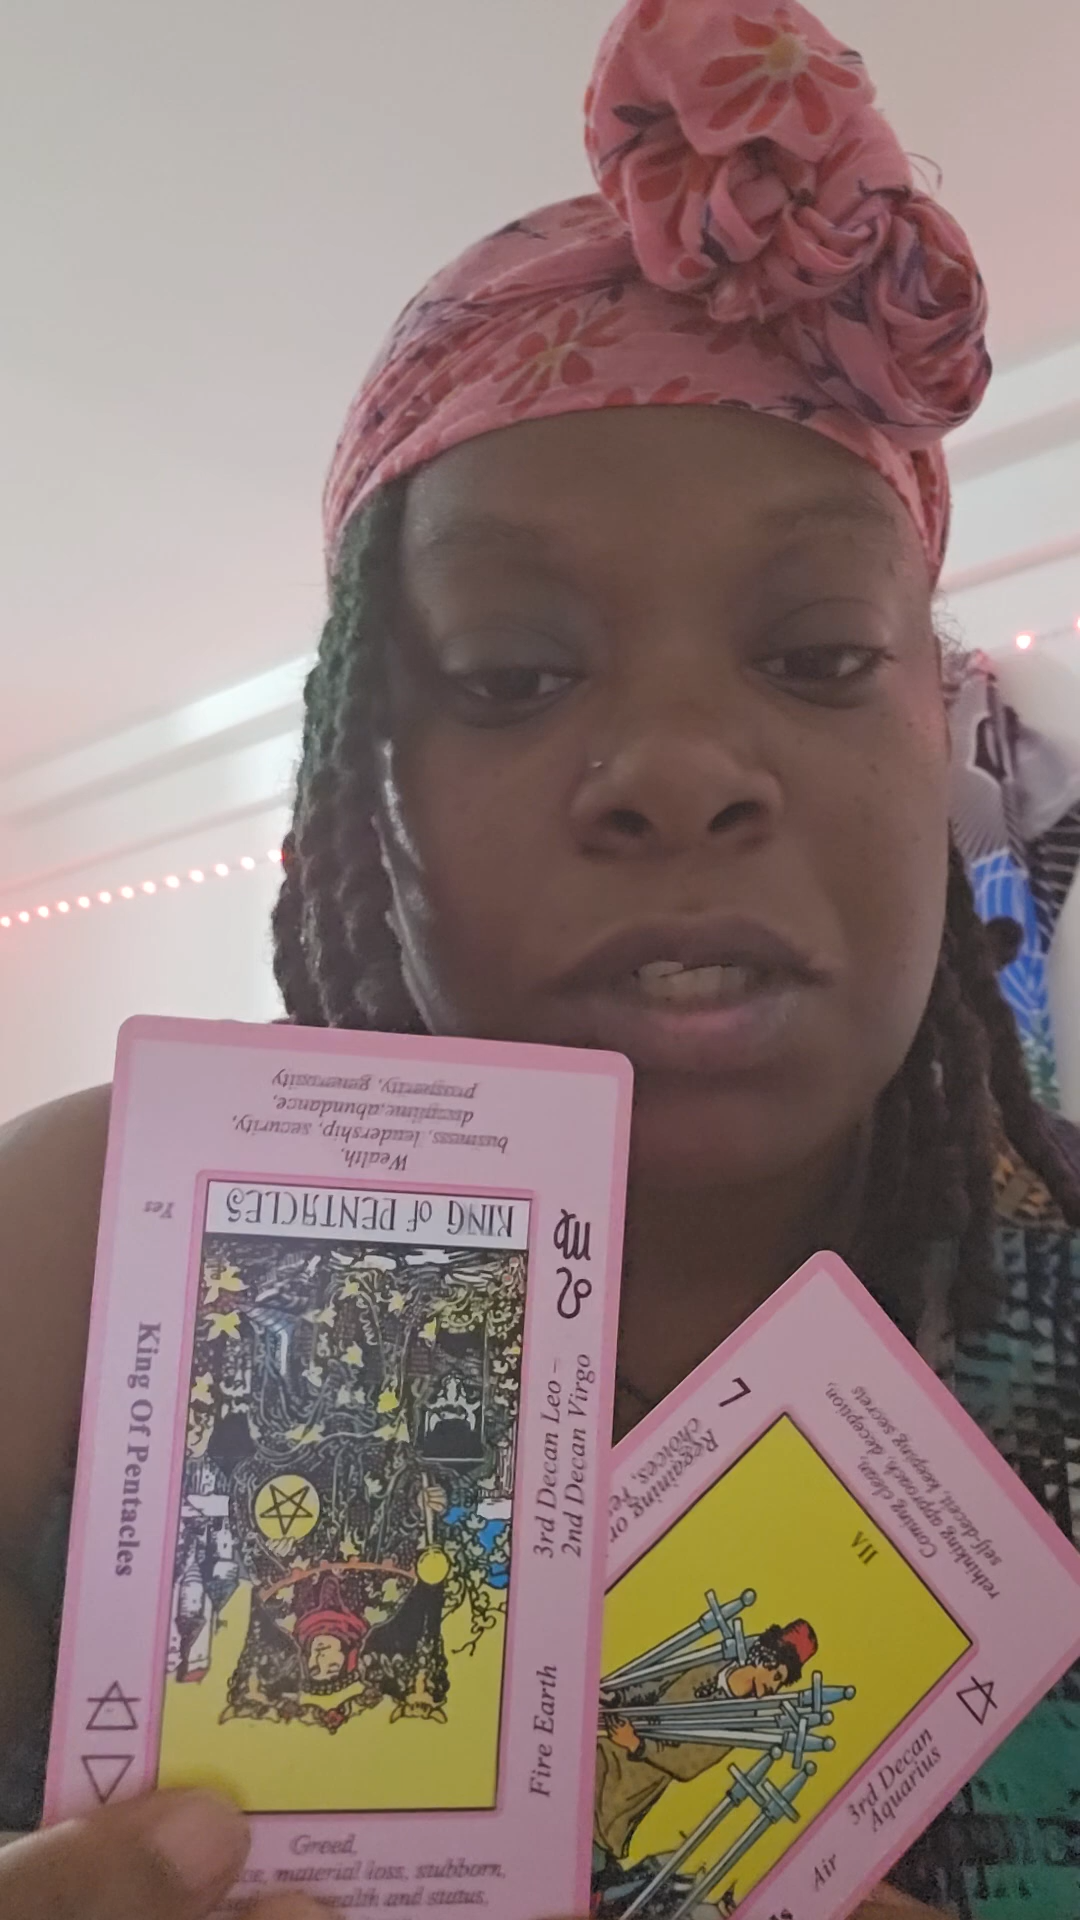 Wealth,
business, leadership, security,
discipline, abundance,
prosperity, generosity
Yes
KING of PENTACLES
King Of Pentacles
3rd Decan Leo –
2nd Decan Virgo
Fire Earth
Greed,
material loss, stubborn,
wealth and status,
7
Regaining
choices,
Coming clean,
rethinking approach, deception,
self-deceit, keeping secrets
VII
3rd Decan
Aquarius
Air